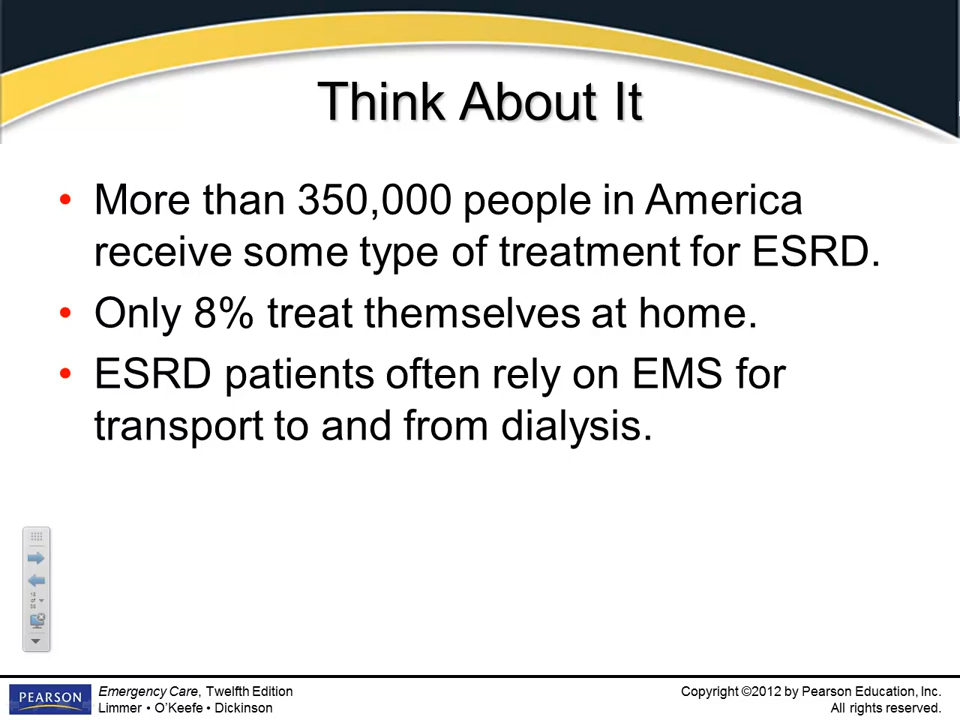 Think About It
• More than 350,000 people in America
receive some type of treatment for ESRD.
• Only 8% treat themselves at home.
• ESRD patients often rely on EMS for
transport to and from dialysis.
PEARSON
Emergency Care, Twelfth Edition
Limmer • O'Keefe • Dickinson
Copyright ©2012 by Pearson Education, Inc.
All rights reserved.